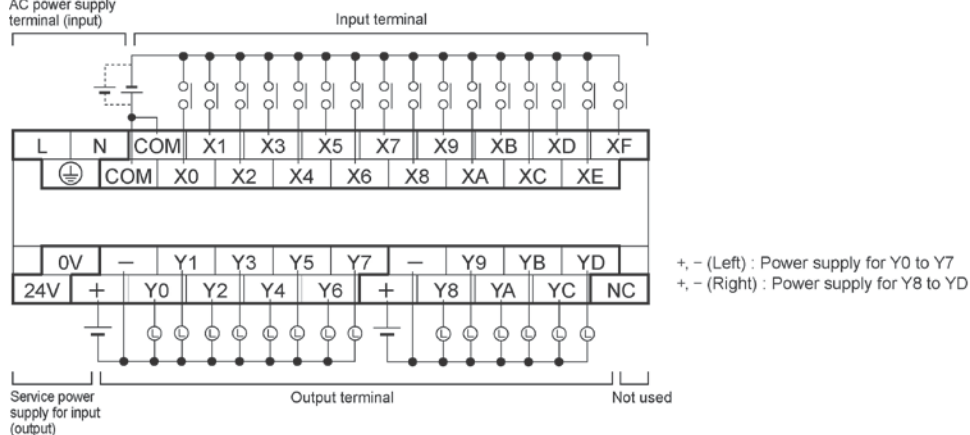 AC power supply
terminal (input)
Input terminal
L N COM X1 X3 X5 X7 X9 XB XD XF
COM X0 X2 X4 X6 X8 XA XC XE
0V − Y1 Y3 Y5 Y7 − Y9 YB YD
24V + Y0 Y2 Y4 Y6 + Y8 YA YC NC
L L L L L L L L L L L L L L
+, − (Left) : Power supply for Y0 to Y7
+, − (Right) : Power supply for Y8 to YD
Service power
supply for input
(output)
Output terminal
Not used